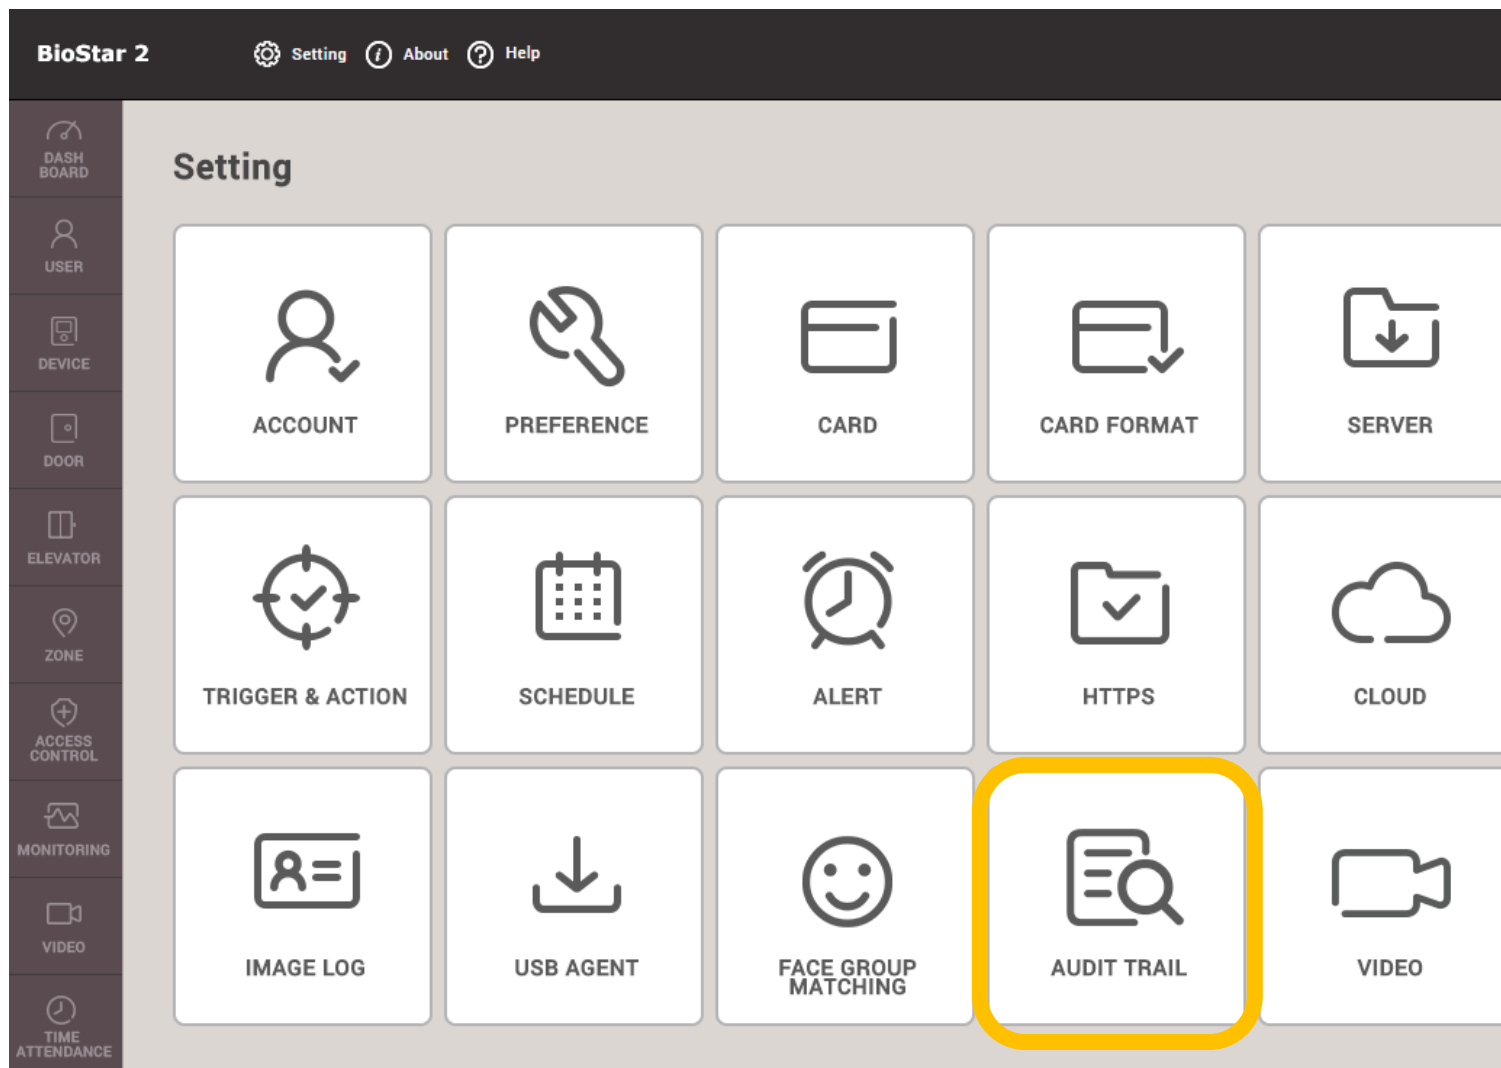 BioStar 2
Setting
About
Help
DASH
BOARD
USER
DEVICE
DOOR
ELEVATOR
ZONE
ACCESS
CONTROL
MONITORING
VIDEO
TIME
ATTENDANCE
Setting
ACCOUNT
PREFERENCE
CARD
CARD FORMAT
SERVER
TRIGGER & ACTION
SCHEDULE
ALERT
HTTPS
CLOUD
IMAGE LOG
USB AGENT
FACE GROUP
MATCHING
AUDIT TRAIL
VIDEO